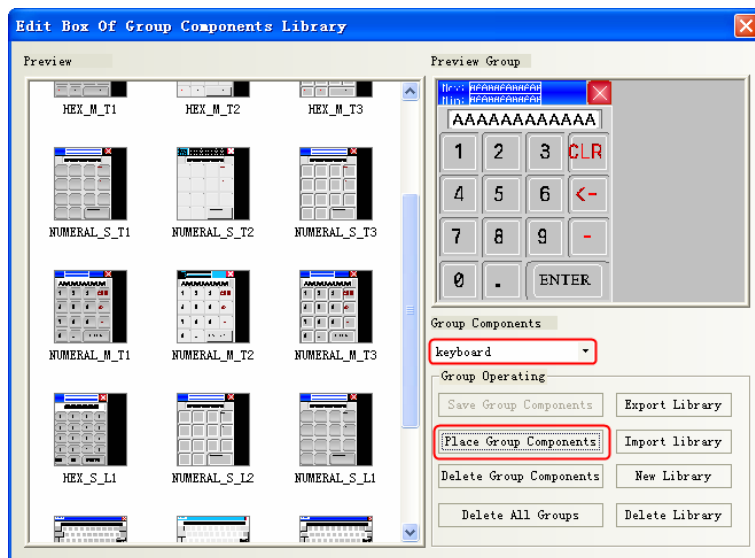 Edit Box Of Group Components Library
Preview
Preview Group
HEX_M_T1 HEX_M_T2 HEX_M_T3
NUMERAL_S_T1 NUMERAL_S_T2 NUMERAL_S_T3
NUMERAL_M_T1 NUMERAL_M_T2 NUMERAL_M_T3
HEX_S_L1 NUMERAL_S_L2 NUMERAL_S_L1
AAAAAAAAAAAA
1 2 3 CLR
4 5 6 <-
7 8 9 -
0 . ENTER
Group Components
keyboard
Group Operating
Save Group Components Export Library
Place Group Components Import library
Delete Group Components New Library
Delete All Groups Delete Library